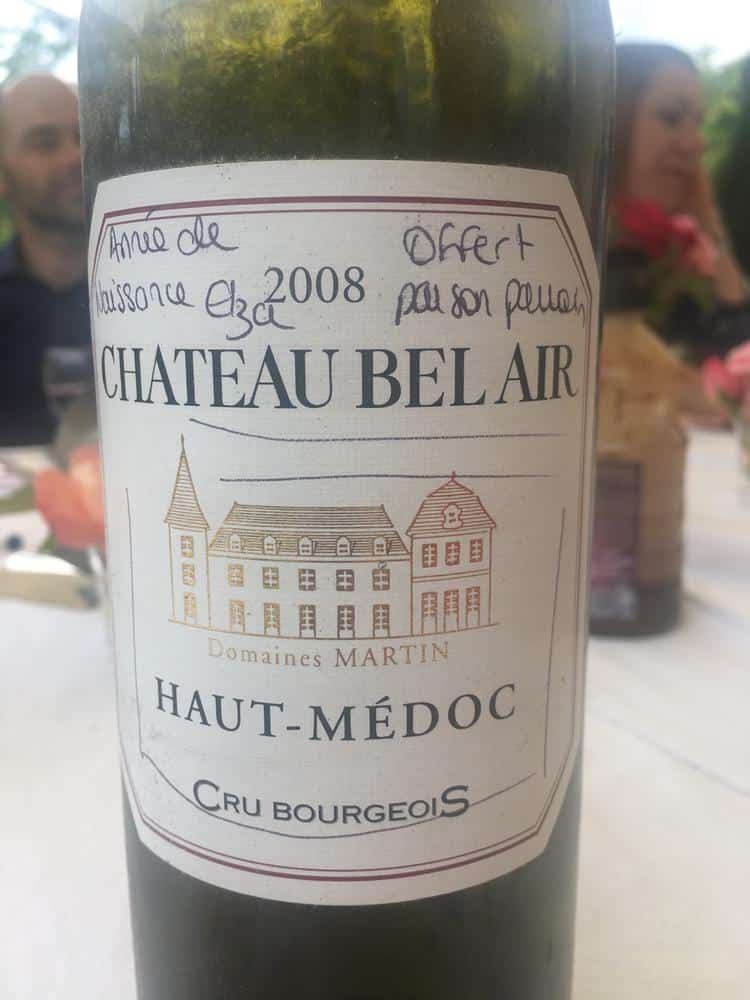 Année de
Naissance Elza
2008
Offert
par son parrain
CHATEAU BEL AIR
Domaines MARTIN
HAUT-MÉDOC
CRU BOURGEOIS